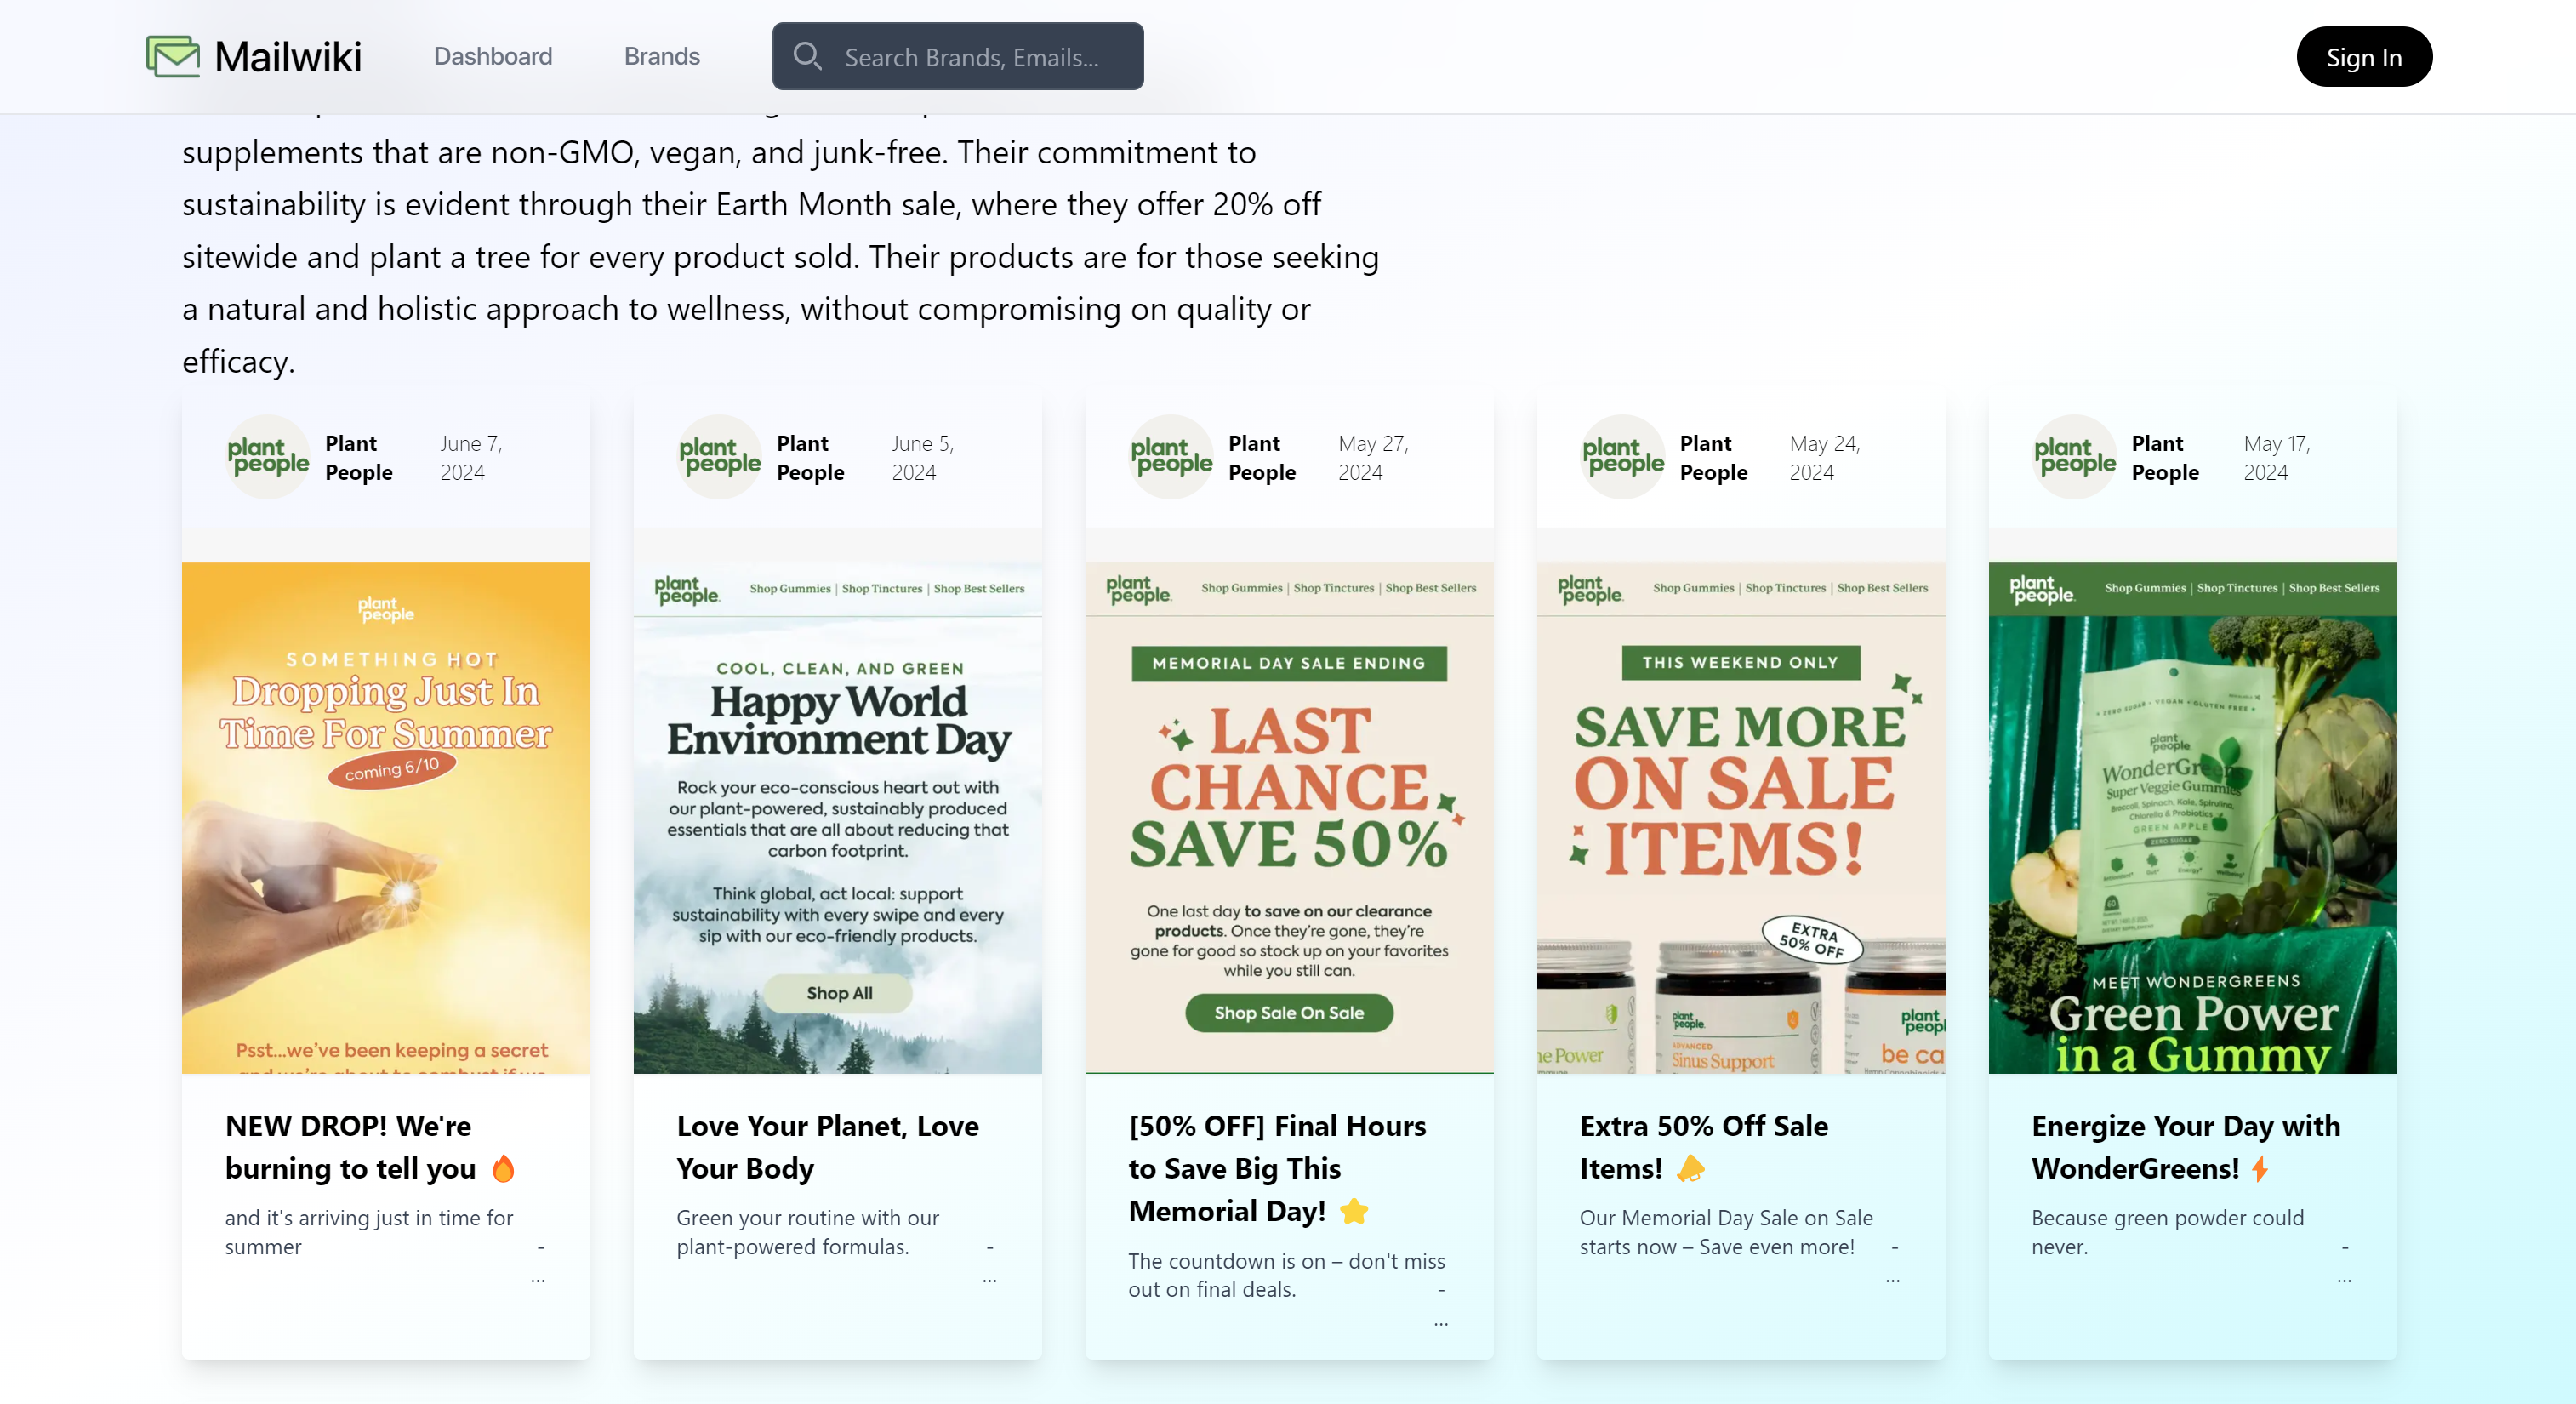 Mailwiki
Dashboard
Brands
Search Brands, Emails...
Sign In
supplements that are non-GMO, vegan, and junk-free. Their commitment to
sustainability is evident through their Earth Month sale, where they offer 20% off
sitewide and plant a tree for every product sold. Their products are for those seeking
a natural and holistic approach to wellness, without compromising on quality or
efficacy.
plant
people
Plant
People
June 7,
2024
plant
people
SOMETHING HOT
Dropping Just In
Time For Summer
coming 6/10
Psst...we've been keeping a secret
NEW DROP! We're
burning to tell you 🔥
and it's arriving just in time for
summer
-
...
plant
people
Plant
People
June 5,
2024
plant
people.
Shop Gummies | Shop Tinctures | Shop Best Sellers
COOL, CLEAN, AND GREEN
Happy World
Environment Day
Rock your eco-conscious heart out with
our plant-powered, sustainably produced
essentials that are all about reducing that
carbon footprint.
Think global, act local: support
sustainability with every swipe and every
sip with our eco-friendly products.
Shop All
Love Your Planet, Love
Your Body
Green your routine with our
plant-powered formulas.
-
...
plant
people
Plant
People
May 27,
2024
plant
people.
Shop Gummies | Shop Tinctures | Shop Best Sellers
MEMORIAL DAY SALE ENDING
LAST
CHANCE
SAVE 50%
One last day to save on our clearance
products. Once they're gone, they're
gone for good so stock up on your favorites
while you still can.
Shop Sale On Sale
[50% OFF] Final Hours
to Save Big This
Memorial Day! ⭐
The countdown is on – don't miss
out on final deals.
-
...
plant
people
Plant
People
May 24,
2024
plant
people.
Shop Gummies | Shop Tinctures | Shop Best Sellers
THIS WEEKEND ONLY
SAVE MORE
ON SALE
ITEMS!
EXTRA
50% OFF
Power
plant
people.
ADVANCED
Sinus Support
plant
peopl
be ca
Extra 50% Off Sale
Items! 📣
Our Memorial Day Sale on Sale
starts now – Save even more!
-
...
plant
people
Plant
People
May 17,
2024
plant
people.
Shop Gummies | Shop Tinctures | Shop Best Sellers
ZERO SUGAR • VEGAN • GLUTEN FREE
plant
people
WonderGreens
Super Veggie Gummies
Broccoli, Spinach, Kale, Spirulina,
Chlorella & Probiotics
GREEN APPLE
ZERO SUGAR
MEET WONDERGREENS
Green Power
in a Gummy
Energize Your Day with
WonderGreens! ⚡
Because green powder could
never.
-
...